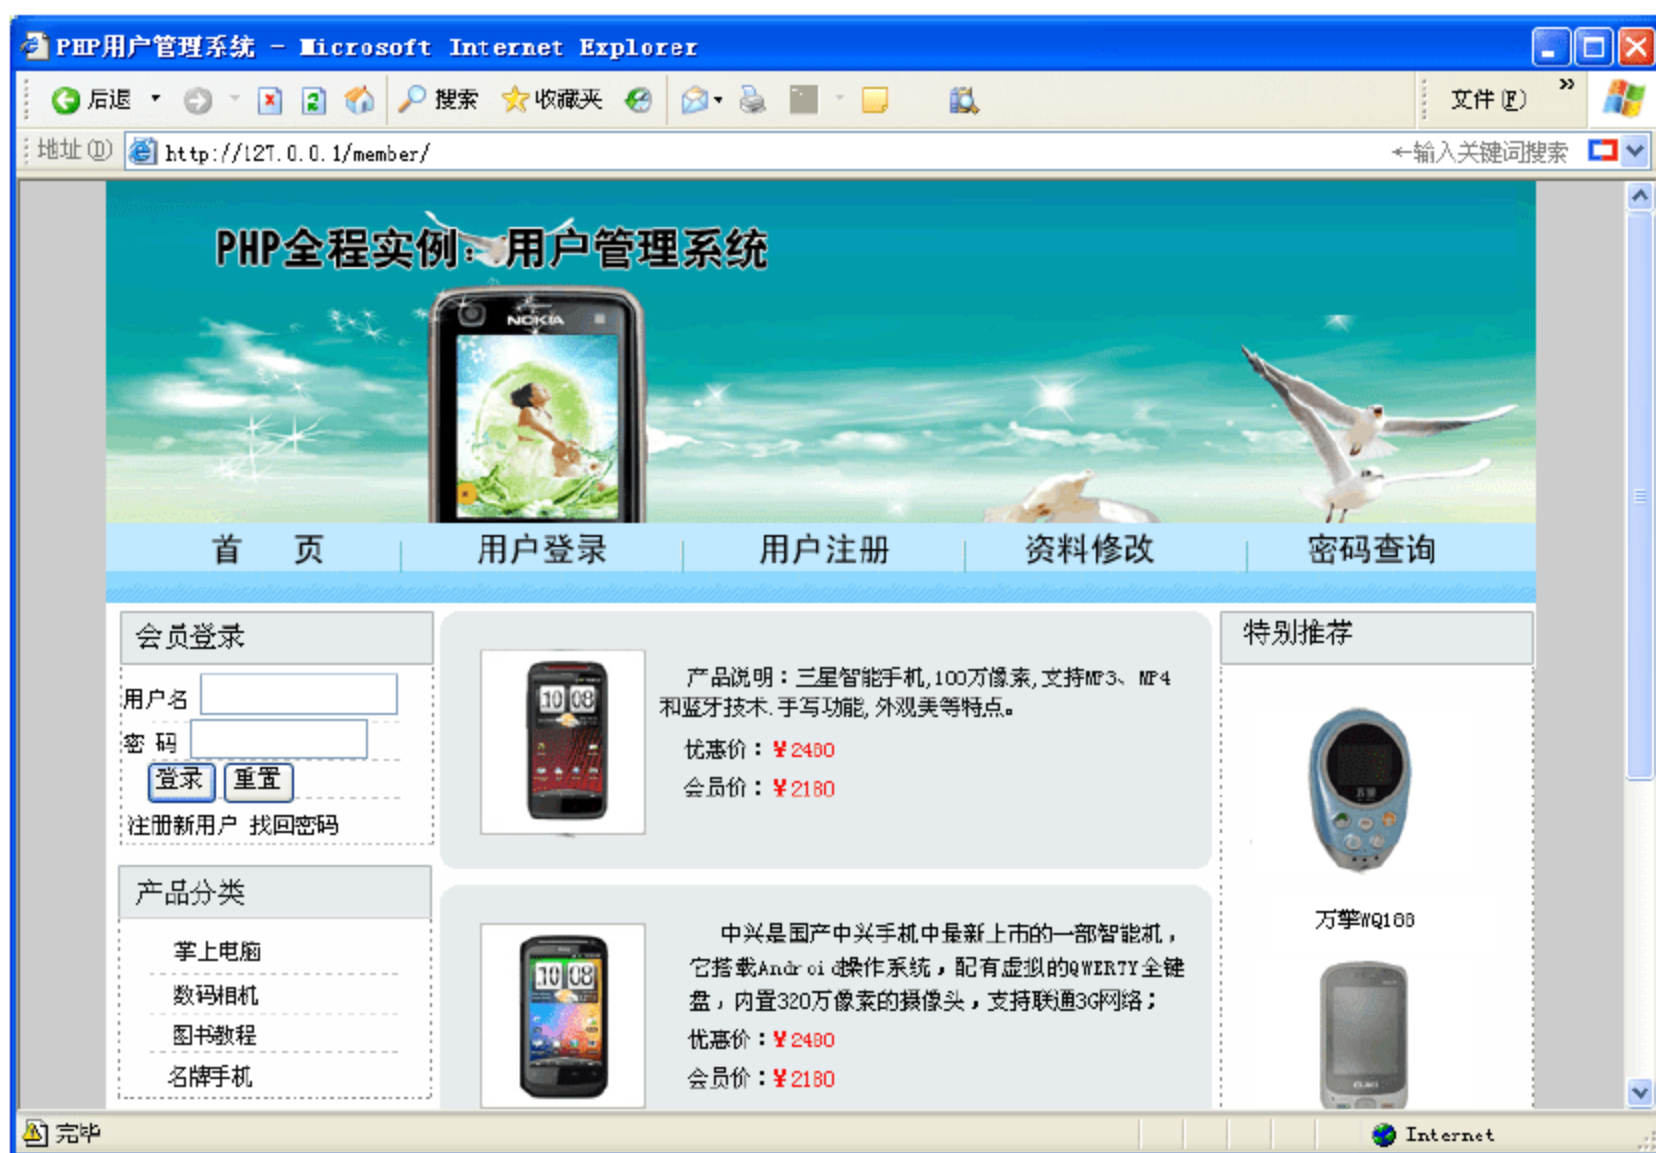 PHP用户管理系统 - Microsoft Internet Explorer
后退 搜索 收藏夹 文件(F) »
地址(D) http://127.0.0.1/member/ ←输入关键词搜索
PHP全程实例：用户管理系统
NOKIA
首 页 用户登录 用户注册 资料修改 密码查询
会员登录
用户名
密 码
登录 重置
注册新用户 找回密码
产品分类
掌上电脑
数码相机
图书教程
名牌手机
10 08
产品说明：三星智能手机,100万像素,支持MP3、MP4
和蓝牙技术.手写功能,外观美等特点。
优惠价：￥2480
会员价：￥2180
10 08
中兴是国产中兴手机中最新上市的一部智能机，
它搭载Android操作系统，配有虚拟的QWERTY全键
盘，内置320万像素的摄像头，支持联通3G网络；
优惠价：￥2480
会员价：￥2180
特别推荐
万擎WQ188
完毕 Internet